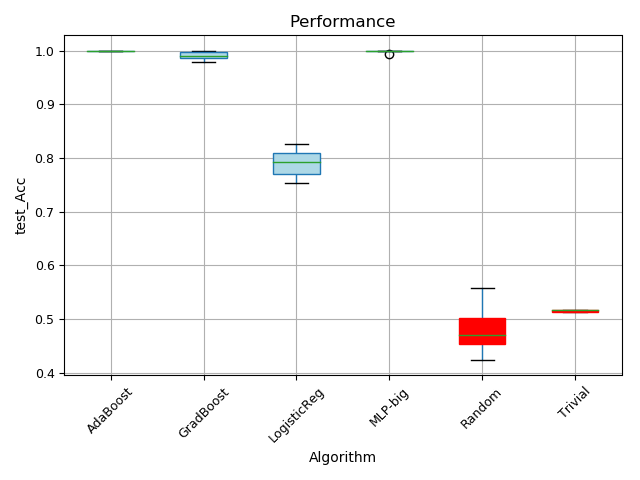 Performance
1.0
0.9
0.8
0.7
0.6
0.5
0.4
test_Acc
AdaBoost
GradBoost
LogisticReg
MLP-big
Random
Trivial
Algorithm